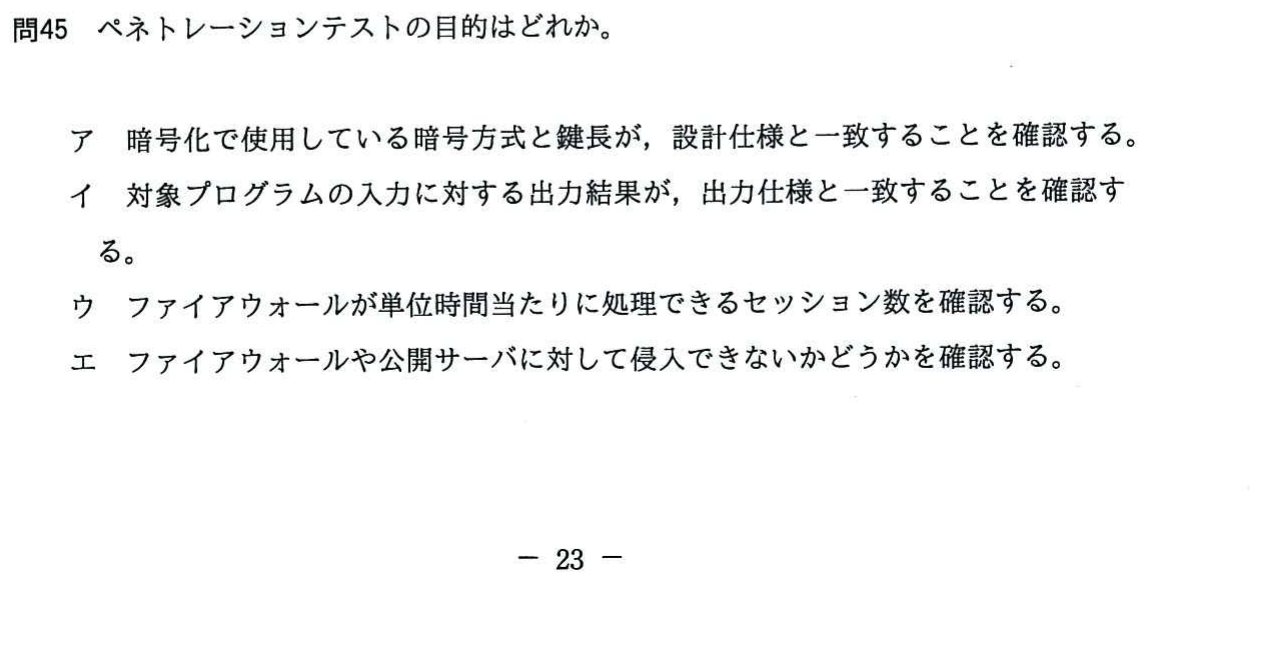 問45 ペネトレーションテストの目的はどれか。
ア 暗号化で使用している暗号方式と鍵長が，設計仕様と一致することを確認する。
イ 対象プログラムの入力に対する出力結果が，出力仕様と一致することを確認す
る。
ウ ファイアウォールが単位時間当たりに処理できるセッション数を確認する。
エ ファイアウォールや公開サーバに対して侵入できないかどうかを確認する。
－ 23 －